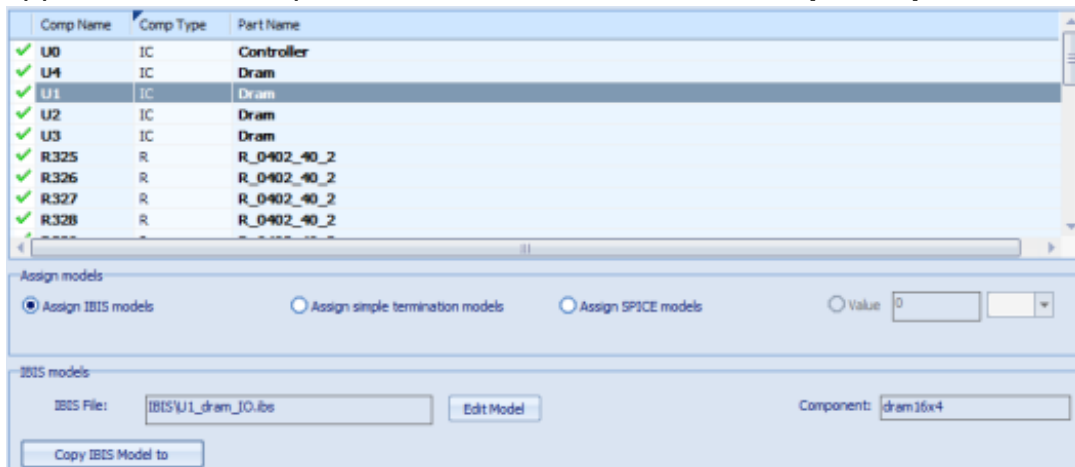 Comp Name Comp Type Part Name
U0 IC Controller
U4 IC Dram
U1 IC Dram
U2 IC Dram
U3 IC Dram
R325 R R_0402_40_2
R326 R R_0402_40_2
R327 R R_0402_40_2
R328 R R_0402_40_2
Assign models
Assign IBIS models Assign simple termination models Assign SPICE models Value 0
IBIS models
IBIS File: IBIS\U1_dram_IO.ibs Edit Model Component: dram16x4
Copy IBIS Model to